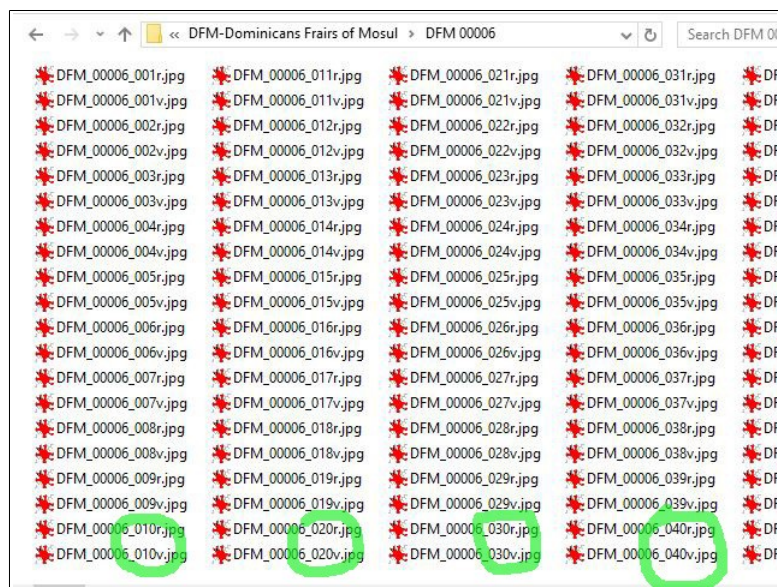 « DFM-Dominicans Frairs of Mosul > DFM 00006
Search DFM 00
DFM_00006_001r.jpg
DFM_00006_001v.jpg
DFM_00006_002r.jpg
DFM_00006_002v.jpg
DFM_00006_003r.jpg
DFM_00006_003v.jpg
DFM_00006_004r.jpg
DFM_00006_004v.jpg
DFM_00006_005r.jpg
DFM_00006_005v.jpg
DFM_00006_006r.jpg
DFM_00006_006v.jpg
DFM_00006_007r.jpg
DFM_00006_007v.jpg
DFM_00006_008r.jpg
DFM_00006_008v.jpg
DFM_00006_009r.jpg
DFM_00006_009v.jpg
DFM_00006_010r.jpg
DFM_00006_010v.jpg
DFM_00006_011r.jpg
DFM_00006_011v.jpg
DFM_00006_012r.jpg
DFM_00006_012v.jpg
DFM_00006_013r.jpg
DFM_00006_013v.jpg
DFM_00006_014r.jpg
DFM_00006_014v.jpg
DFM_00006_015r.jpg
DFM_00006_015v.jpg
DFM_00006_016r.jpg
DFM_00006_016v.jpg
DFM_00006_017r.jpg
DFM_00006_017v.jpg
DFM_00006_018r.jpg
DFM_00006_018v.jpg
DFM_00006_019r.jpg
DFM_00006_019v.jpg
DFM_00006_020r.jpg
DFM_00006_020v.jpg
DFM_00006_021r.jpg
DFM_00006_021v.jpg
DFM_00006_022r.jpg
DFM_00006_022v.jpg
DFM_00006_023r.jpg
DFM_00006_023v.jpg
DFM_00006_024r.jpg
DFM_00006_024v.jpg
DFM_00006_025r.jpg
DFM_00006_025v.jpg
DFM_00006_026r.jpg
DFM_00006_026v.jpg
DFM_00006_027r.jpg
DFM_00006_027v.jpg
DFM_00006_028r.jpg
DFM_00006_028v.jpg
DFM_00006_029r.jpg
DFM_00006_029v.jpg
DFM_00006_030r.jpg
DFM_00006_030v.jpg
DFM_00006_031r.jpg
DFM_00006_031v.jpg
DFM_00006_032r.jpg
DFM_00006_032v.jpg
DFM_00006_033r.jpg
DFM_00006_033v.jpg
DFM_00006_034r.jpg
DFM_00006_034v.jpg
DFM_00006_035r.jpg
DFM_00006_035v.jpg
DFM_00006_036r.jpg
DFM_00006_036v.jpg
DFM_00006_037r.jpg
DFM_00006_037v.jpg
DFM_00006_038r.jpg
DFM_00006_038v.jpg
DFM_00006_039r.jpg
DFM_00006_039v.jpg
DFM_00006_040r.jpg
DFM_00006_040v.jpg